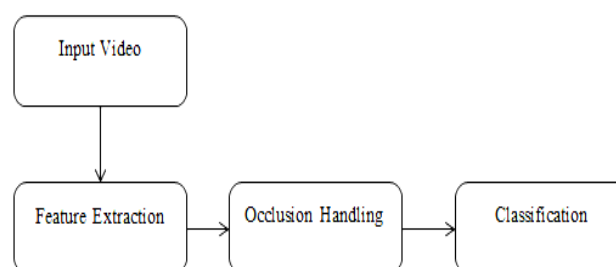 Input Video
Feature Extraction
Occlusion Handling
Classification